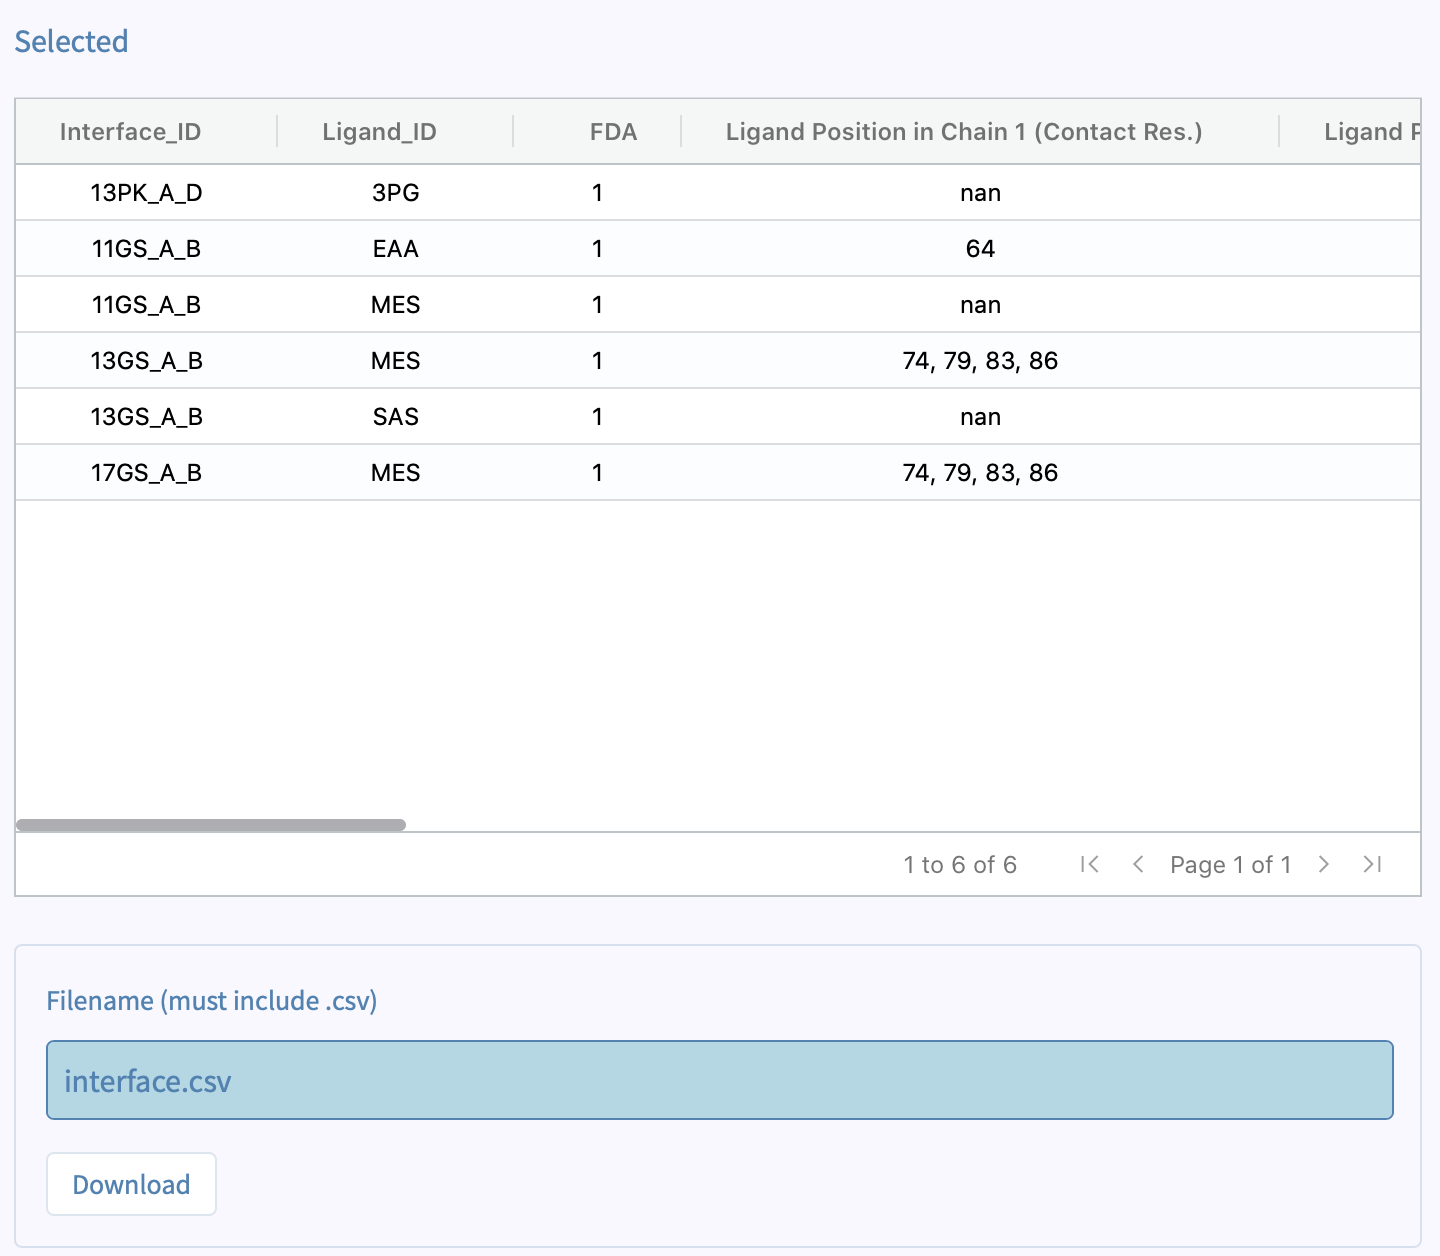 Selected
Interface_ID Ligand_ID FDA Ligand Position in Chain 1 (Contact Res.) Ligand P
13PK_A_D 3PG 1 nan
11GS_A_B EAA 1 64
11GS_A_B MES 1 nan
13GS_A_B MES 1 74, 79, 83, 86
13GS_A_B SAS 1 nan
17GS_A_B MES 1 74, 79, 83, 86
1 to 6 of 6 Page 1 of 1
Filename (must include .csv)
interface.csv
Download